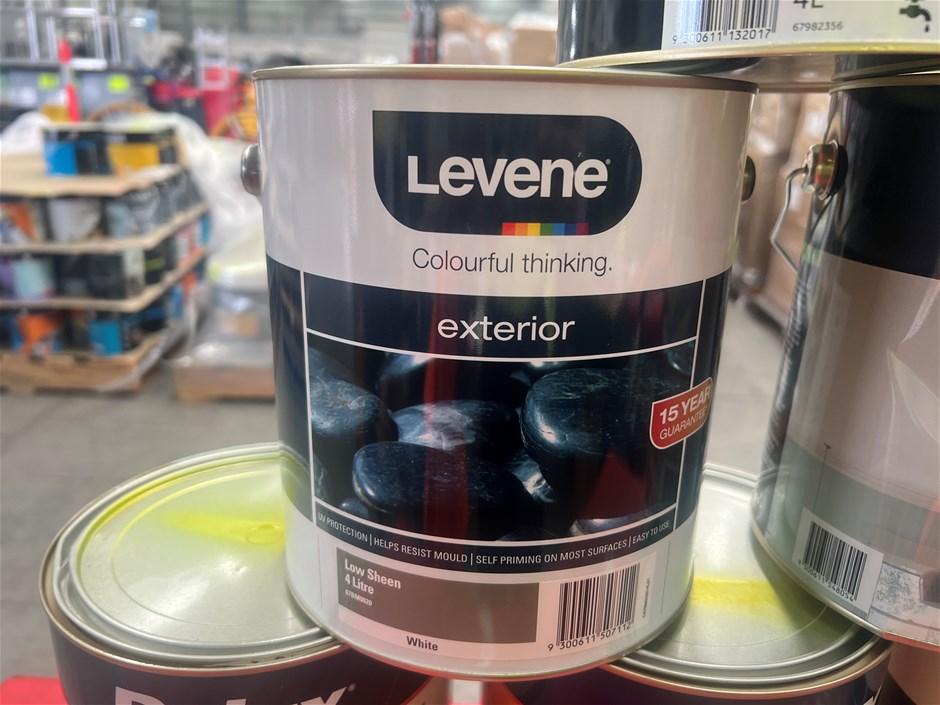 4L
9 300611 132017
67982356
Levene
Colourful thinking.
exterior
15 YEAR
GUARANTEE
UV PROTECTION | HELPS RESIST MOULD | SELF PRIMING ON MOST SURFACES | EASY TO USE
Low Sheen
4 Litre
White
9 300611 507112